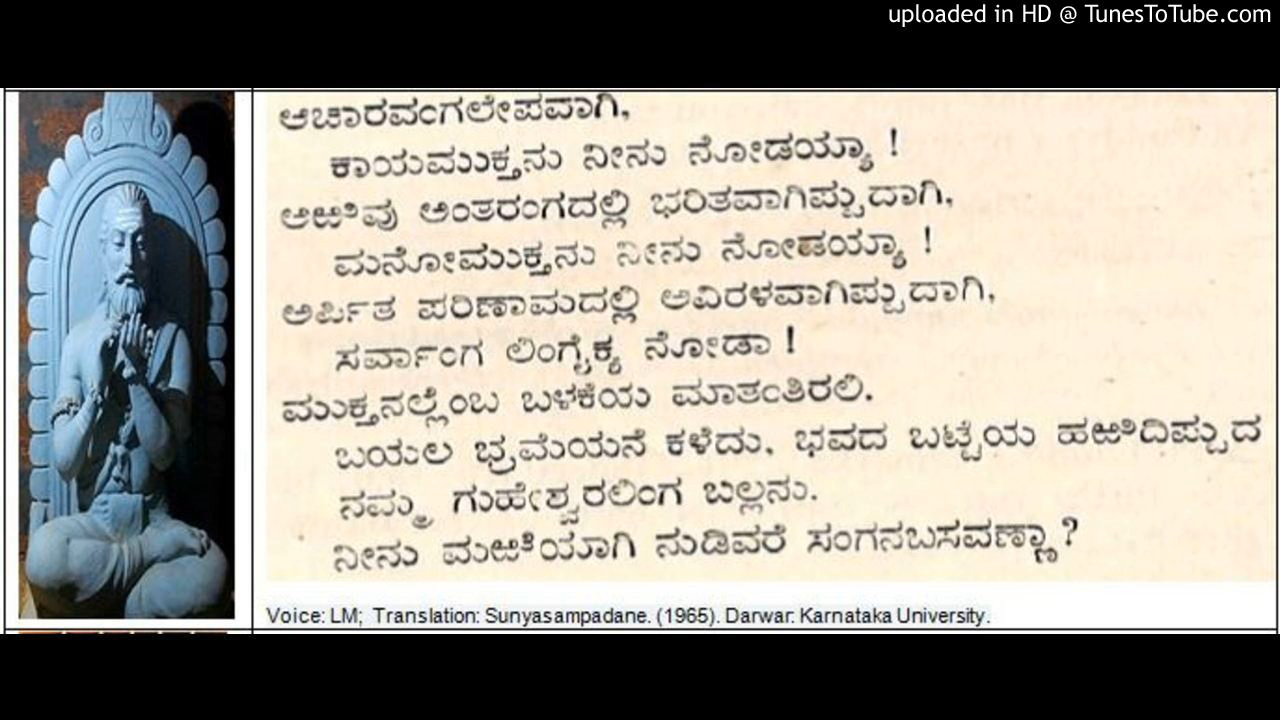 uploaded in HD @ TunesToTube.com
ಆಚಾರವಂಗಲೇಪವಾಗಿ,
ಕಾಯಮುಕ್ತನು ನೀನು ನೋಡಯ್ಯಾ !
ಅಱಿವು ಅಂತರಂಗದಲ್ಲಿ ಭರಿತವಾಗಿಪ್ಪುದಾಗಿ,
ಮನೋಮುಕ್ತನು ನೀನು ನೋಡಯ್ಯಾ !
ಅರ್ಪಿತ ಪರಿಣಾಮದಲ್ಲಿ ಅವಿರಳವಾಗಿಪ್ಪುದಾಗಿ,
ಸರ್ವಾಂಗ ಲಿಂಗೈಕ್ಯ ನೋಡಾ !
ಮುಕ್ತನಲ್ಲೆಂಬ ಬಳಕೆಯ ಮಾತಂತಿರಲಿ.
ಬಯಲ ಭ್ರಮೆಯನೆ ಕಳೆದು, ಭವದ ಬಟ್ಟೆಯ ಹಱಿದಿಪ್ಪುದ
ನಮ್ಮ ಗುಹೇಶ್ವರಲಿಂಗ ಬಲ್ಲನು.
ನೀನು ಮಱೆಯಾಗಿ ನುಡಿವರೆ ಸಂಗನಬಸವಣ್ಣಾ ?
Voice: LM; Translation: Sunyasampadane. (1965). Darwar: Karnataka University.